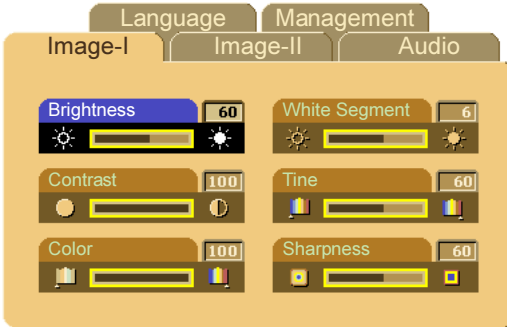 Language Management
Image-I Image-II Audio
Brightness 60 White Segment 6
Contrast 100 Tine 60
Color 100 Sharpness 60